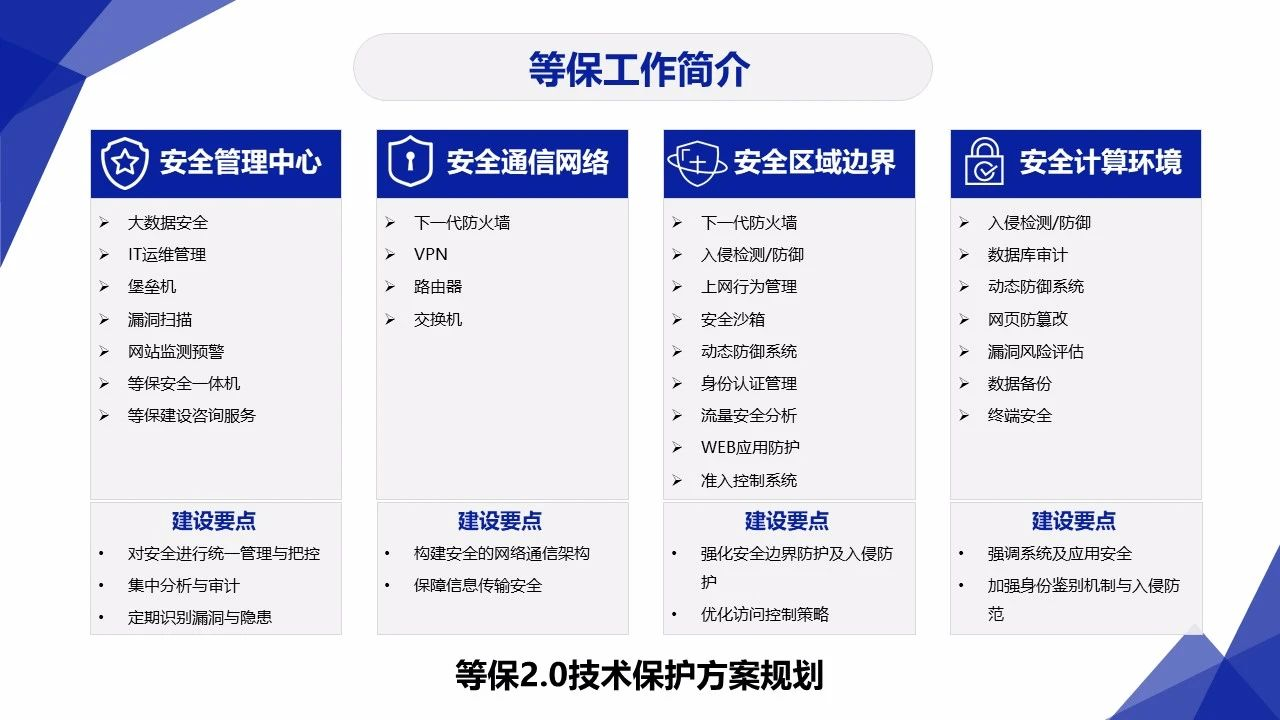 等保工作简介
安全管理中心
大数据安全
IT运维管理
堡垒机
漏洞扫描
网站监测预警
等保安全一体机
等保建设咨询服务
建设要点
对安全进行统一管理与把控
集中分析与审计
定期识别漏洞与隐患
安全通信网络
下一代防火墙
VPN
路由器
交换机
建设要点
构建安全的网络通信架构
保障信息传输安全
安全区域边界
下一代防火墙
入侵检测/防御
上网行为管理
安全沙箱
动态防御系统
身份认证管理
流量安全分析
WEB应用防护
准入控制系统
建设要点
强化安全边界防护及入侵防
护
优化访问控制策略
安全计算环境
入侵检测/防御
数据库审计
动态防御系统
网页防篡改
漏洞风险评估
数据备份
终端安全
建设要点
强调系统及应用安全
加强身份鉴别机制与入侵防
范
等保2.0技术保护方案规划